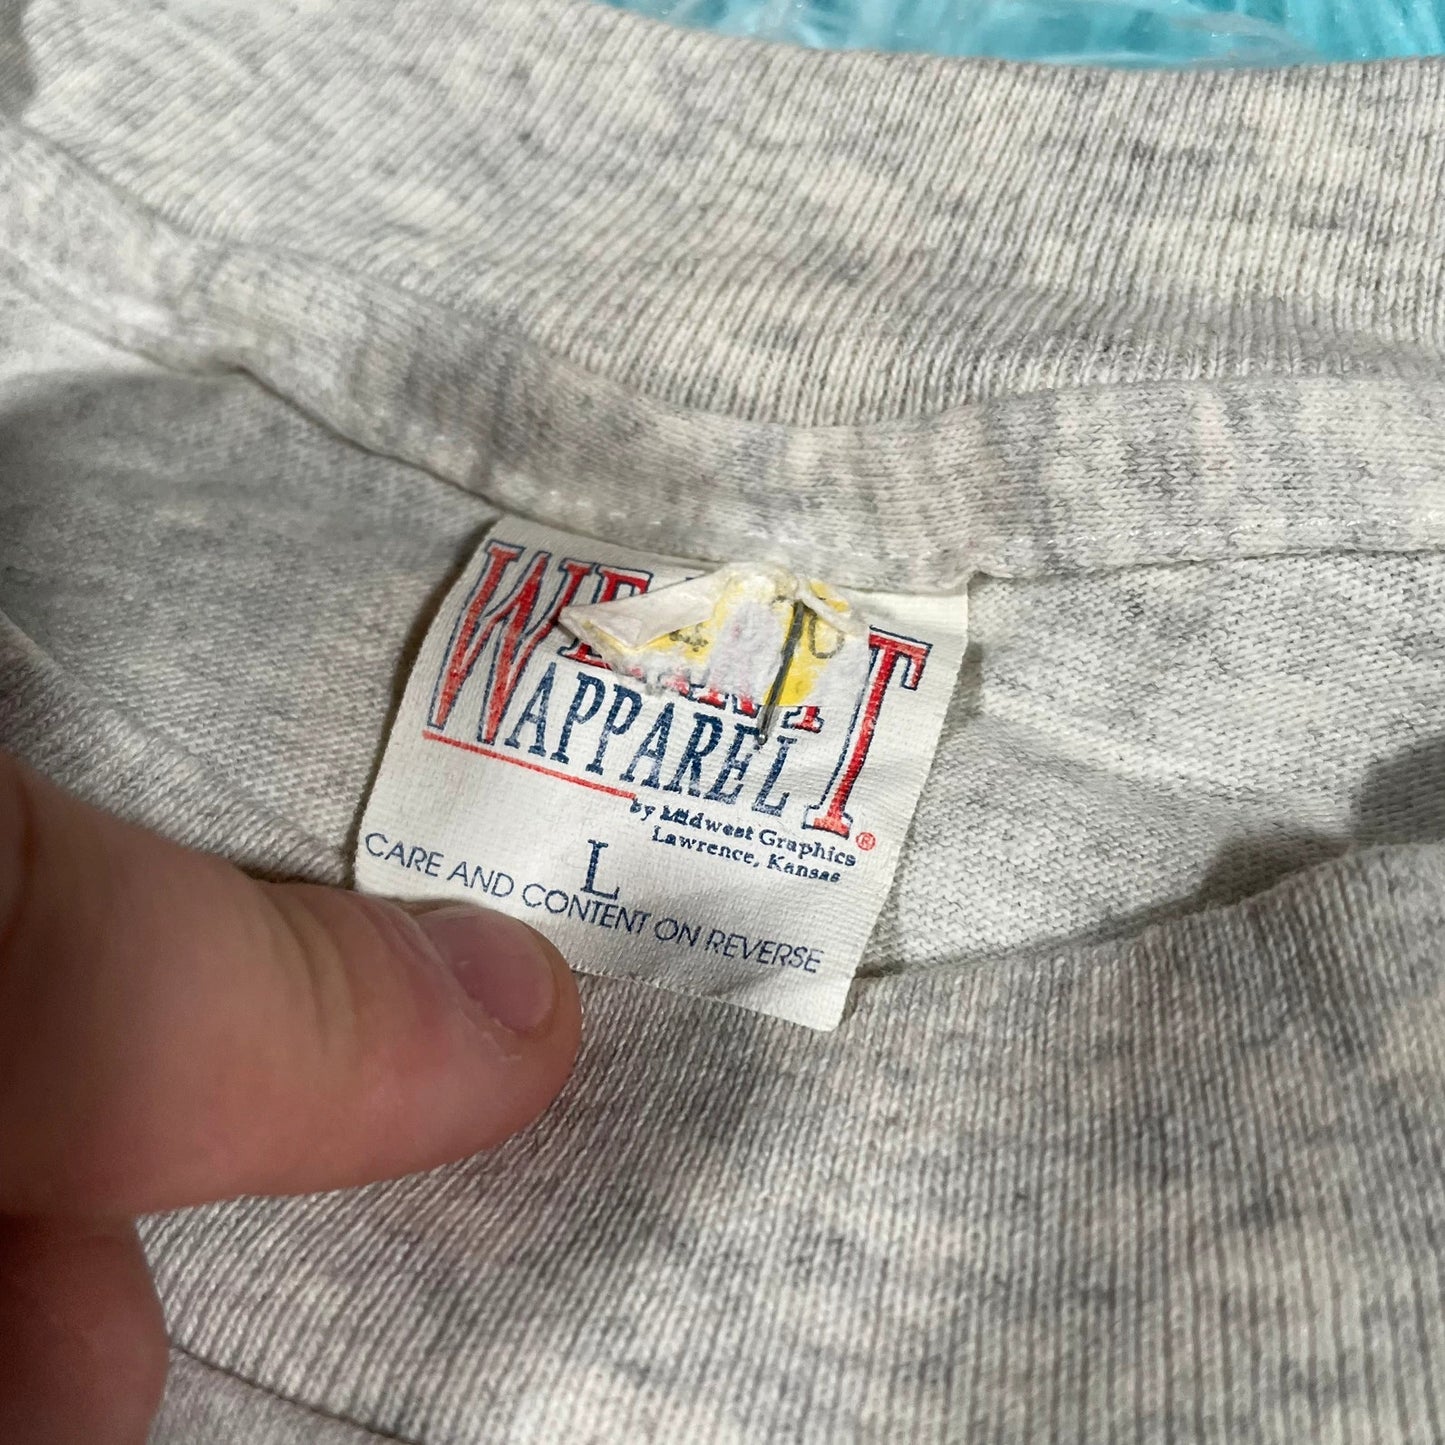 APPAREL
by Midwest Graphics ®
Lawrence, Kansas
L
CARE AND CONTENT ON REVERSE